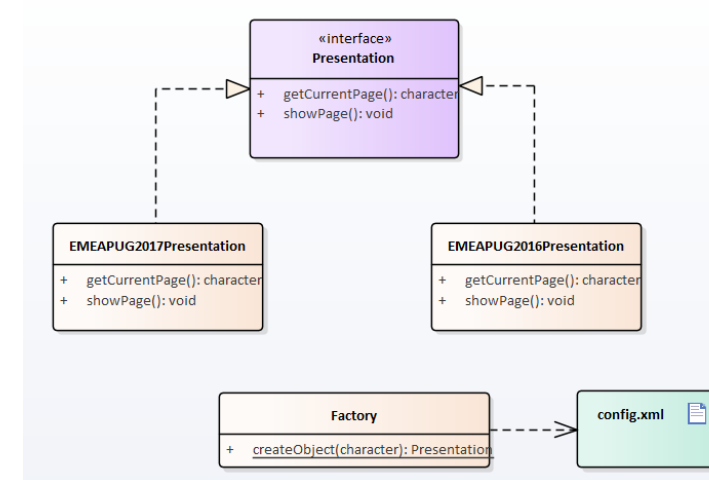 «interface»
Presentation
+ getCurrentPage(): character
+ showPage(): void
EMEAPUG2017Presentation
+ getCurrentPage(): character
+ showPage(): void
EMEAPUG2016Presentation
+ getCurrentPage(): character
+ showPage(): void
Factory
+ createObject(character): Presentation
config.xml